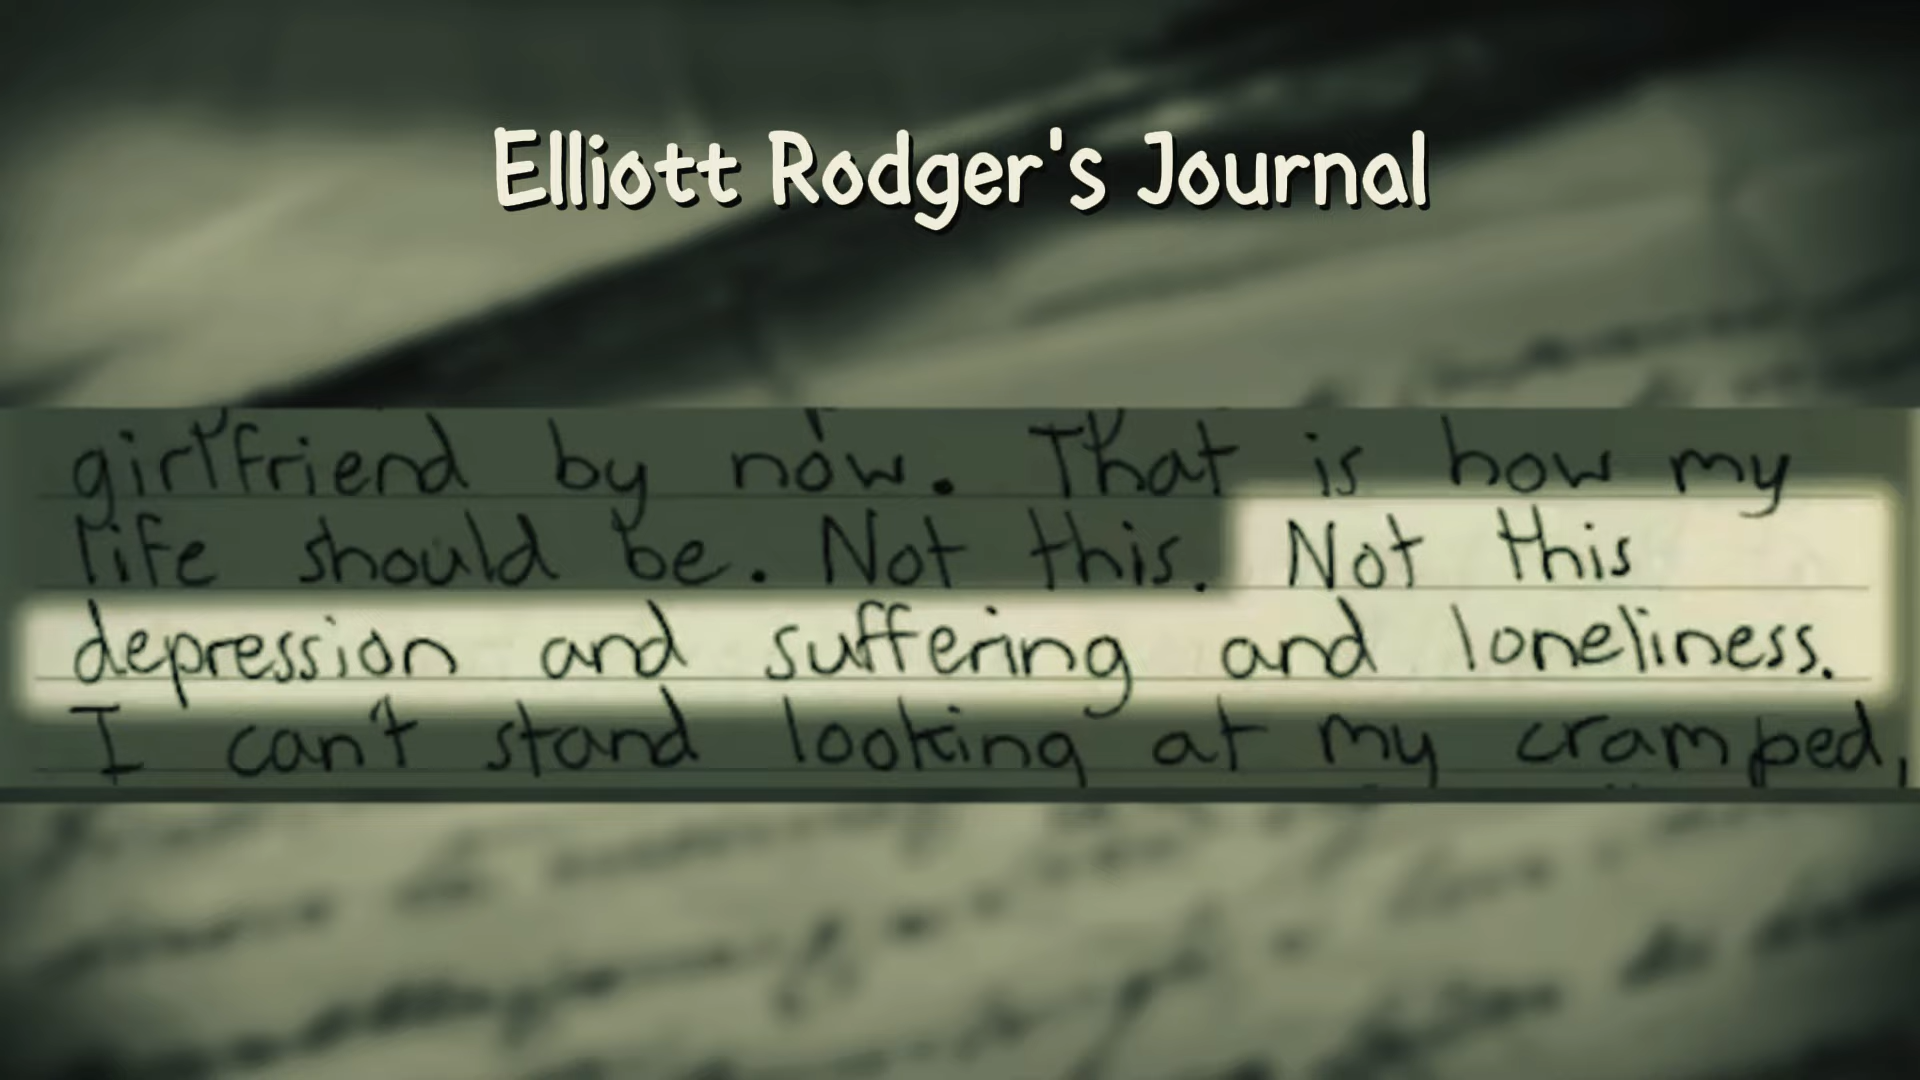 Elliott Rodger's Journal
girlfriend by now. That is how my
life should be. Not this. Not this
depression and suffering and loneliness.
I can't stand looking at my cramped,